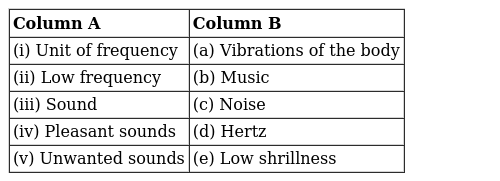 Column A Column B
(i) Unit of frequency (a) Vibrations of the body
(ii) Low frequency (b) Music
(iii) Sound (c) Noise
(iv) Pleasant sounds (d) Hertz
(v) Unwanted sounds (e) Low shrillness